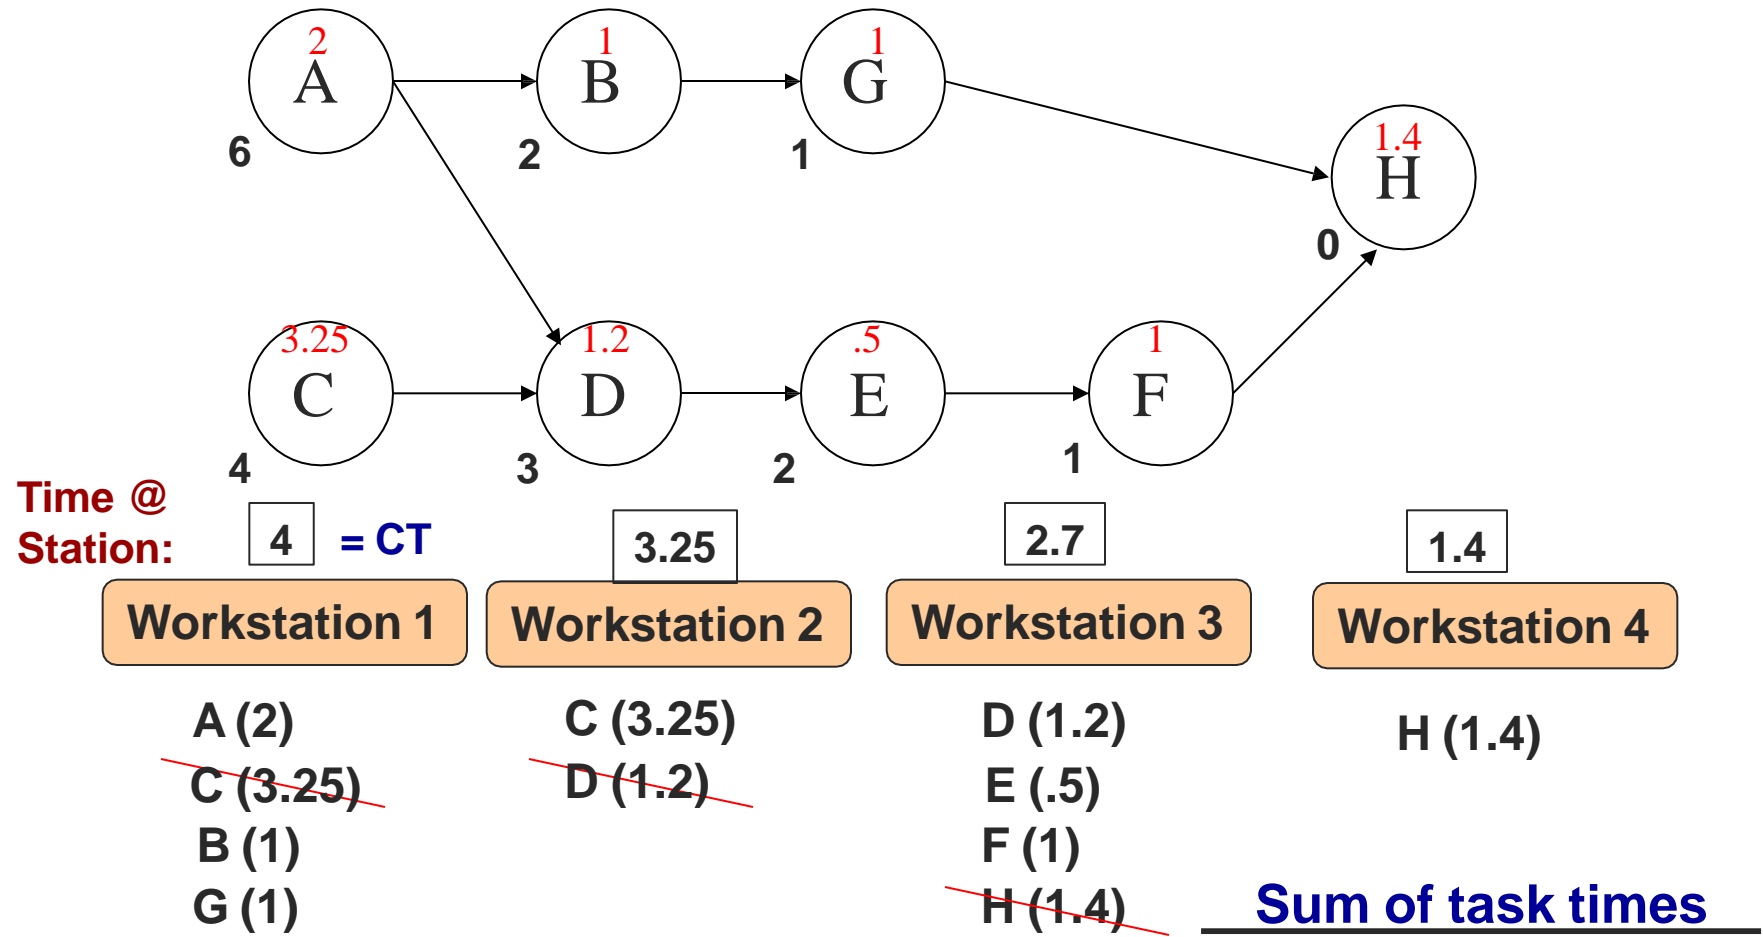 2
1
1
A
B
G
1.4
H
6
2
1
0
3.25
1.2
.5
1
C
D
E
F
4
3
2
1
Time @
Station:
4 = CT
3.25
2.7
1.4
Workstation 1
Workstation 2
Workstation 3
Workstation 4
A (2)
C (3.25)
B (1)
G (1)
C (3.25)
D (1.2)
D (1.2)
E (.5)
F (1)
H (1.4)
H (1.4)
Sum of task times